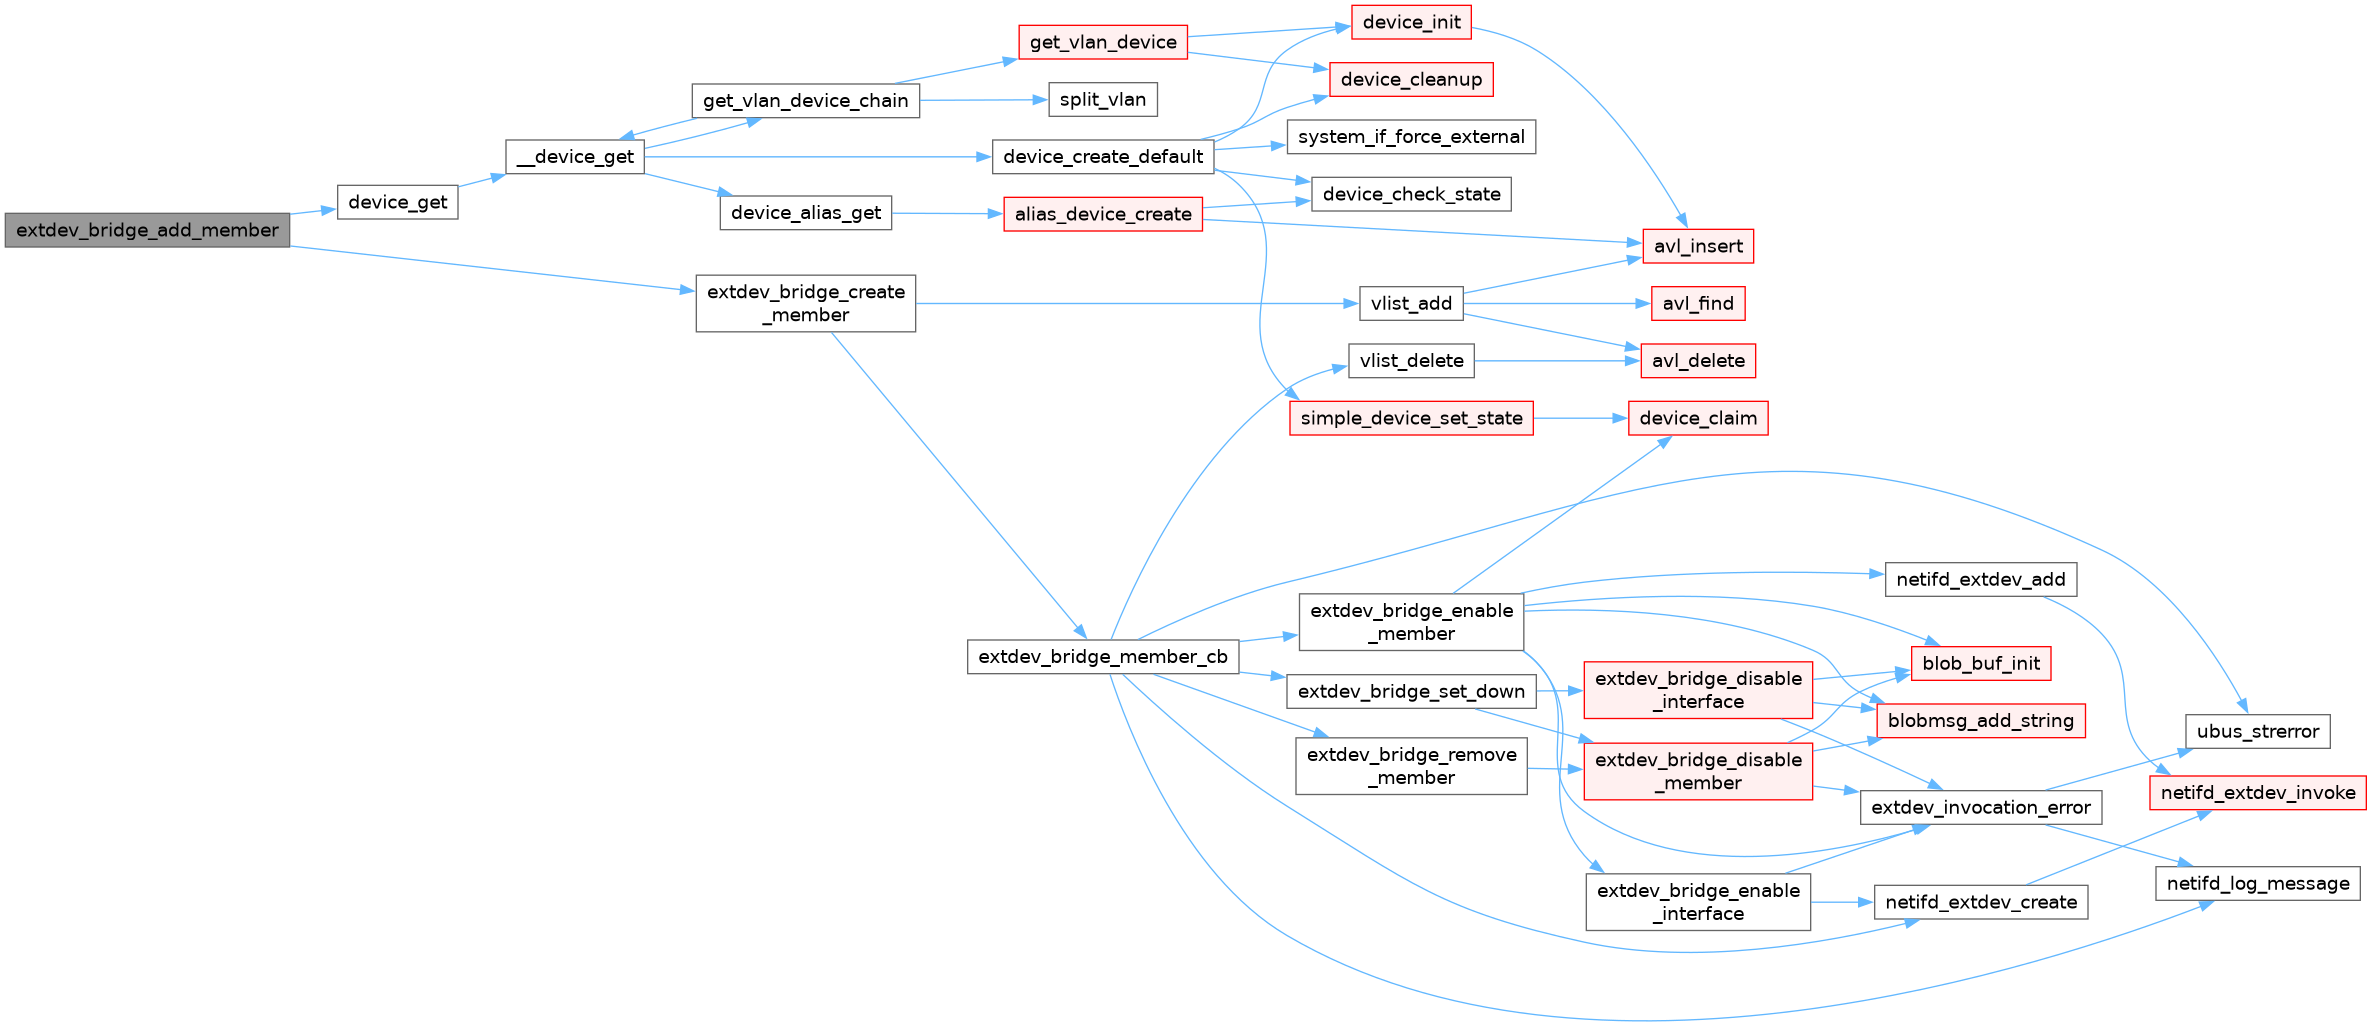 device_init
get_vlan_device
device_cleanup
get_vlan_device_chain
split_vlan
system_if_force_external
__device_get
device_create_default
device_check_state
device_get
device_alias_get
alias_device_create
extdev_bridge_add_member
avl_insert
extdev_bridge_create
_member
vlist_add
avl_find
vlist_delete
avl_delete
simple_device_set_state
device_claim
netifd_extdev_add
extdev_bridge_enable
_member
extdev_bridge_member_cb
blob_buf_init
extdev_bridge_set_down
extdev_bridge_disable
_interface
blobmsg_add_string
ubus_strerror
extdev_bridge_remove
_member
extdev_bridge_disable
_member
netifd_extdev_invoke
extdev_invocation_error
netifd_log_message
extdev_bridge_enable
_interface
netifd_extdev_create